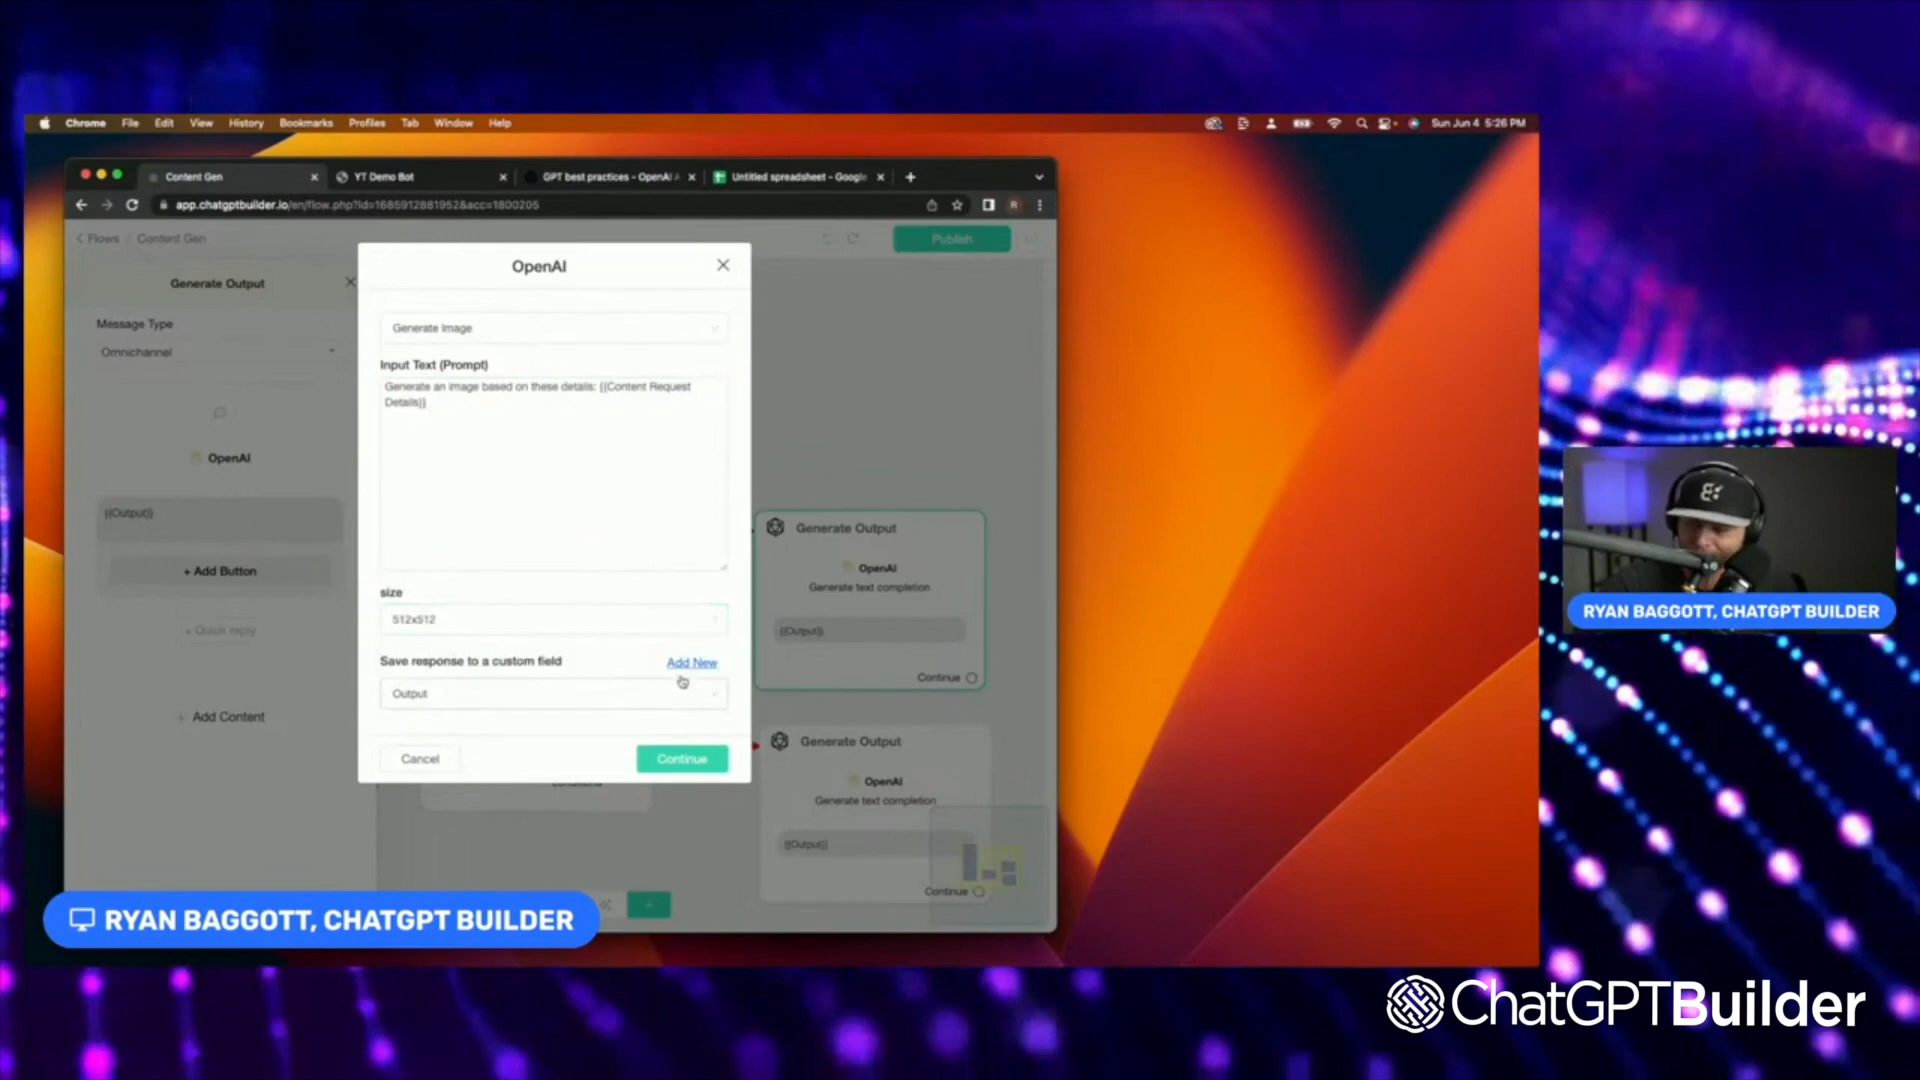 Chrome File Edit View History Bookmarks Profiles Tab Window Help
Sun Jun 4 5:26 PM
Content Gen
YT Demo Bot
GPT best practices - OpenAI A
Untitled spreadsheet - Google
app.chatgptbuilder.io/en/flow.php?id=1685912881952&acc=1800205
R
Flows / Content Gen
Publish
Generate Output
Message Type
Omnichannel
OpenAI
{{Output}}
+ Add Button
+ Quick reply
+ Add Content
OpenAI
Generate Image
Input Text (Prompt)
Generate an image based on these details: {{Content Request
Details}}
size
512x512
Save response to a custom field
Add New
Output
Cancel
Continue
Generate Output
OpenAI
Generate text completion
{{Output}}
Continue
Generate Output
OpenAI
Generate text completion
{{Output}}
Continue
RYAN BAGGOTT, CHATGPT BUILDER
RYAN BAGGOTT, CHATGPT BUILDER
ChatGPTBuilder